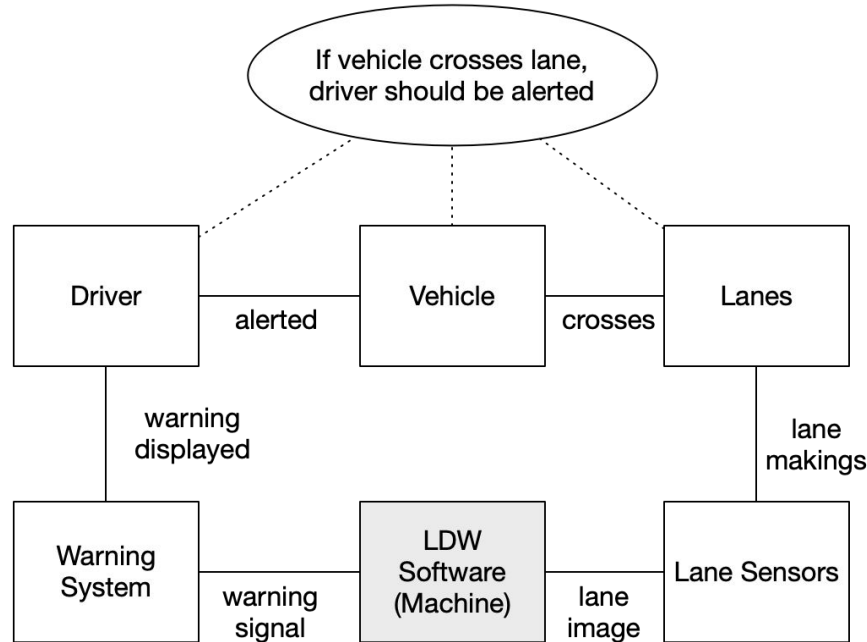 If vehicle crosses lane,
driver should be alerted
Driver
Vehicle
Lanes
alerted
crosses
warning
displayed
lane
makings
Warning
System
LDW
Software
(Machine)
Lane Sensors
warning
signal
lane
image